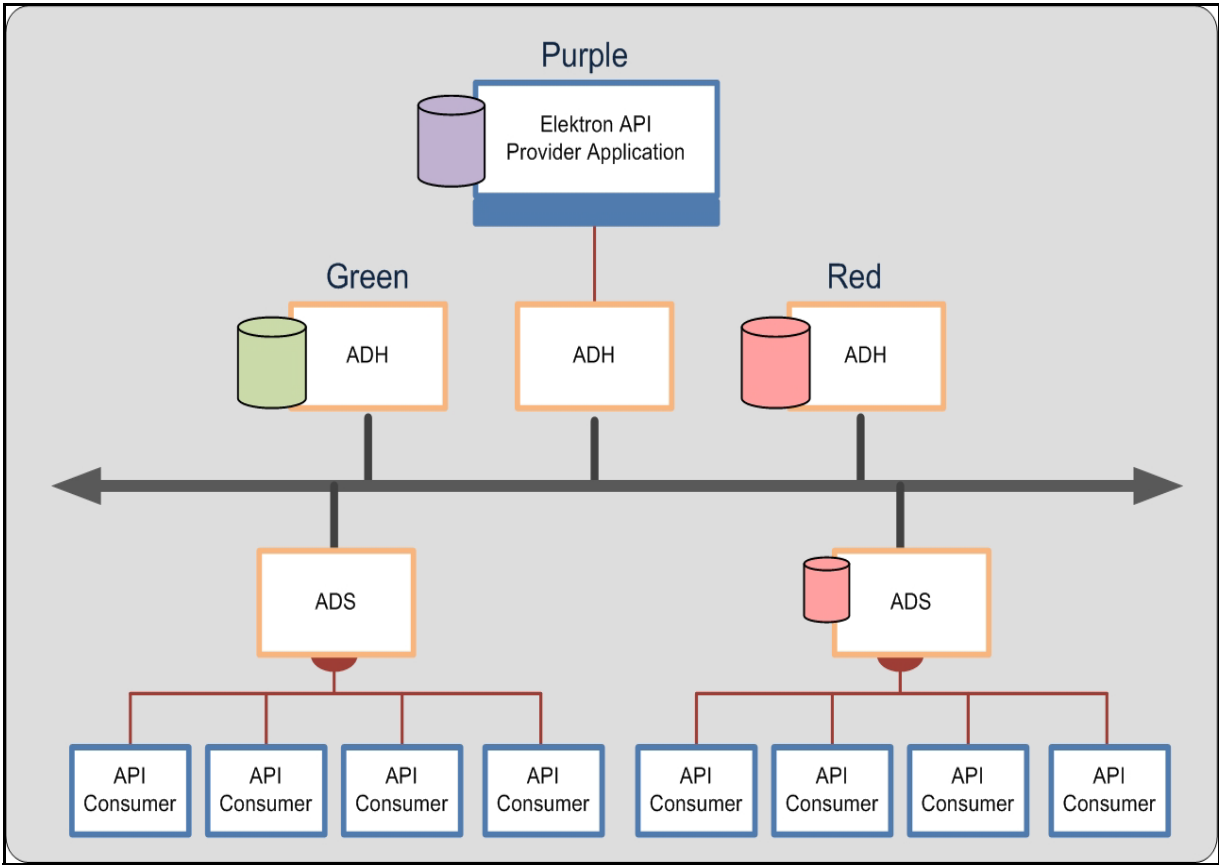 Purple
Elektron API
Provider Application
Green
Red
ADH
ADH
ADH
ADS
ADS
API
Consumer
API
Consumer
API
Consumer
API
Consumer
API
Consumer
API
Consumer
API
Consumer
API
Consumer